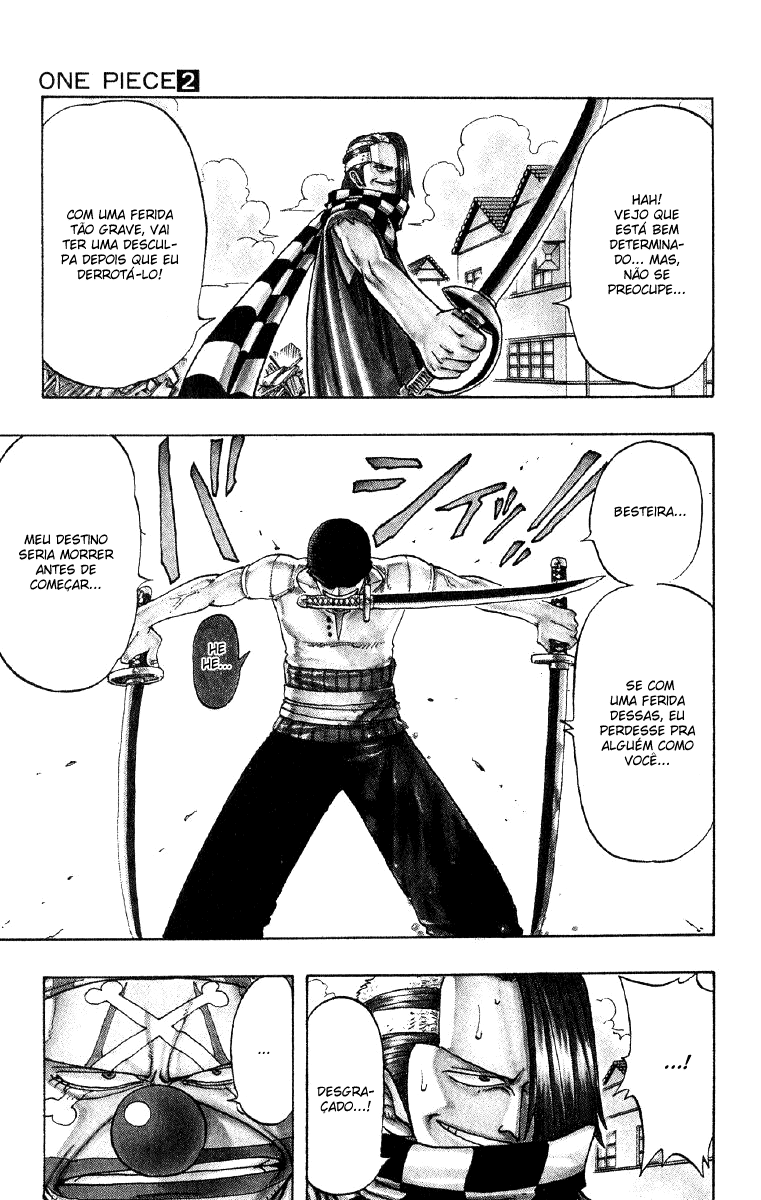 ONE PIECE 2
HAH!
VEJO QUE
ESTÁ BEM
DETERMINA-
DO... MAS,
NÃO SE
PREOCUPE...
COM UMA FERIDA
TÃO GRAVE, VAI
TER UMA DESCUL-
PA DEPOIS QUE EU
DERROTÁ-LO!
BESTEIRA...
SE COM
UMA FERIDA
DESSAS, EU
PERDESSE PRA
ALGUÉM COMO
VOCÊ...
HE
HE...
MEU DESTINO
SERIA MORRER
ANTES DE
COMEÇAR...
...!
DESGRA-
ÇADO...!
...